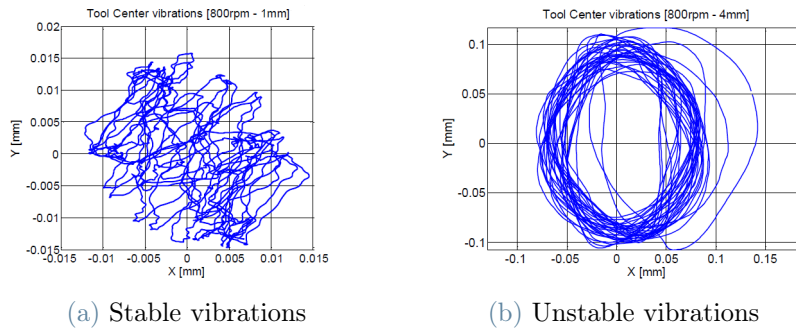 Tool Center vibrations [800rpm - 1mm]
0.02
0.015
0.01
0.005
0
-0.005
-0.01
-0.015
Y [mm]
-0.015 -0.01 -0.005 0 0.005 0.01 0.015
X [mm]
(a) Stable vibrations
Tool Center vibrations [800rpm - 4mm]
0.1
0.05
0
-0.05
-0.1
Y [mm]
-0.1 -0.05 0 0.05 0.1 0.15
X [mm]
(b) Unstable vibrations